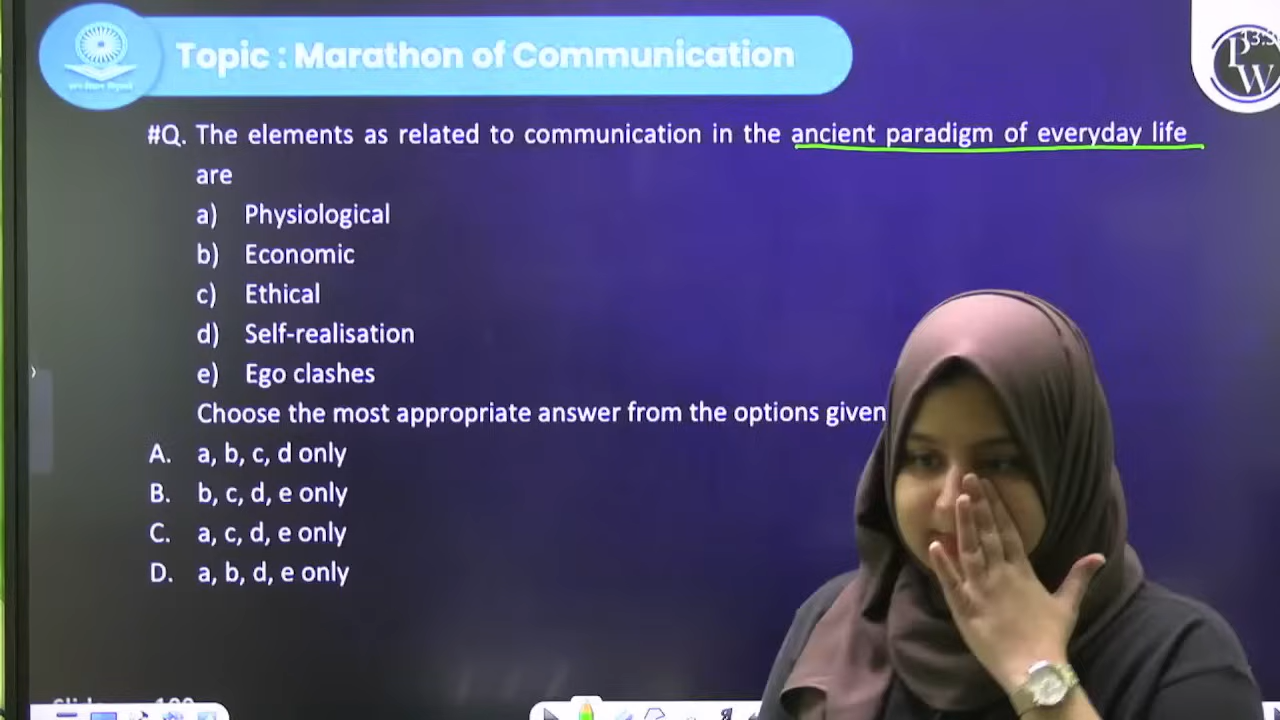 Topic : Marathon of Communication
P
W
#Q. The elements as related to communication in the ancient paradigm of everyday life
are
a) Physiological
b) Economic
c) Ethical
d) Self-realisation
e) Ego clashes
Choose the most appropriate answer from the options given
A. a, b, c, d only
B. b, c, d, e only
C. a, c, d, e only
D. a, b, d, e only